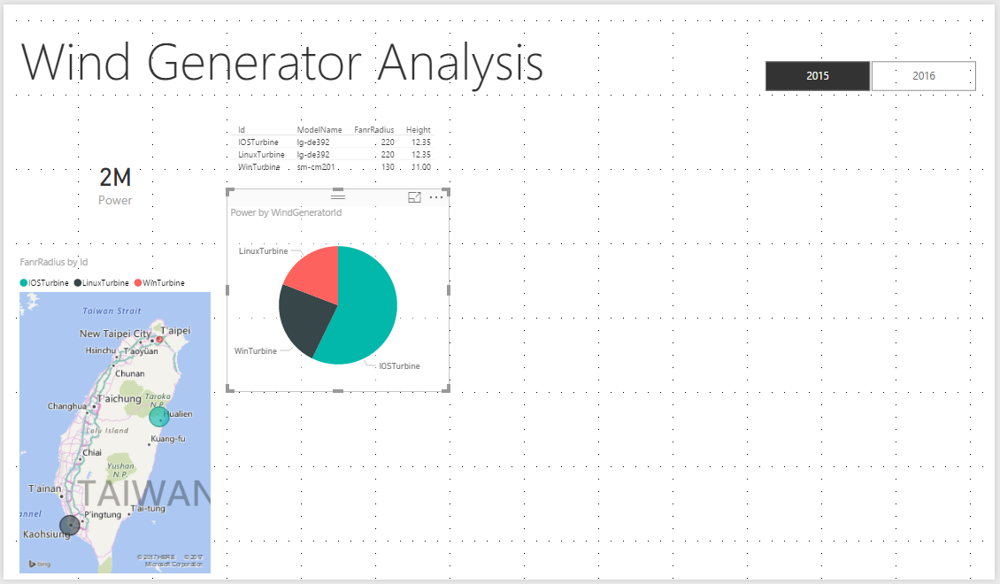 Wind Generator Analysis
2015 2016
Id ModelName FanrRadius Height
IOSTurbine lg-de392 220 12.35
LinuxTurbine lg-de392 220 12.35
WinTurbine sm-cm201 130 11.00
2M
Power
Power by WindGeneratorId
LinuxTurbine
WinTurbine
IOSTurbine
FanrRadius by Id
IOSTurbine LinuxTurbine WinTurbine
Taiwan Strait
New Taipei City T'aipei
Hsinchu T'aoyüan
Chunan
T'aichung Taroko
N.P.
Changhua
Hualien
Lalu Island
Kuang-fu
Chiai
Yushan
N.P.
T'ainan TAIWAN
T'ai-tung
annel P'ingtung
Kaohsiung
© 2017 HERE © 2017
bing Microsoft Corporation